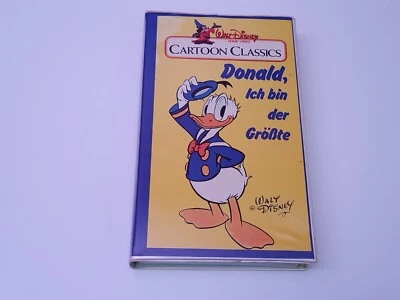 Walt Disney
CARTOON CLASSICS
Donald,
Ich bin
der
Größte
WALT
© DISNEY